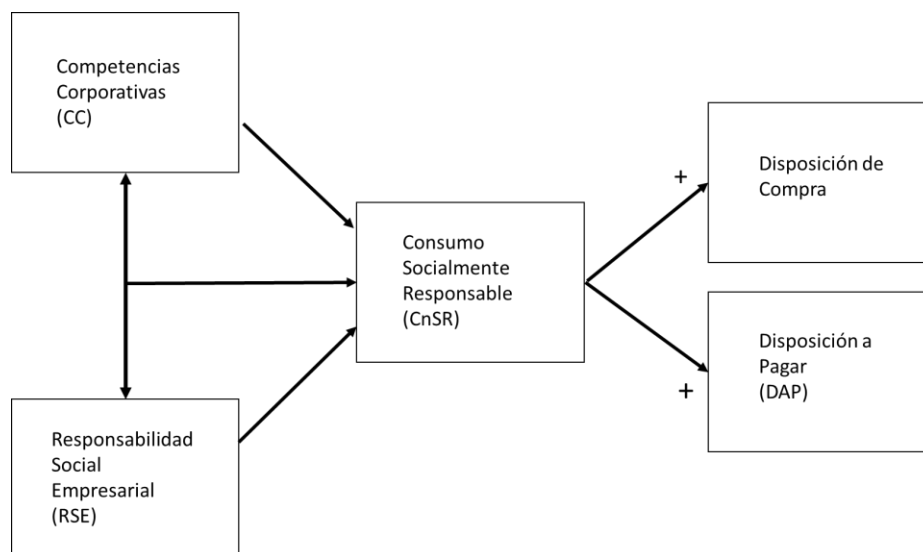 Competencias
Corporativas
(CC)
Responsabilidad
Social
Empresarial
(RSE)
Consumo
Socialmente
Responsable
(CnSR)
+
Disposición de
Compra
+
Disposición a
Pagar
(DAP)